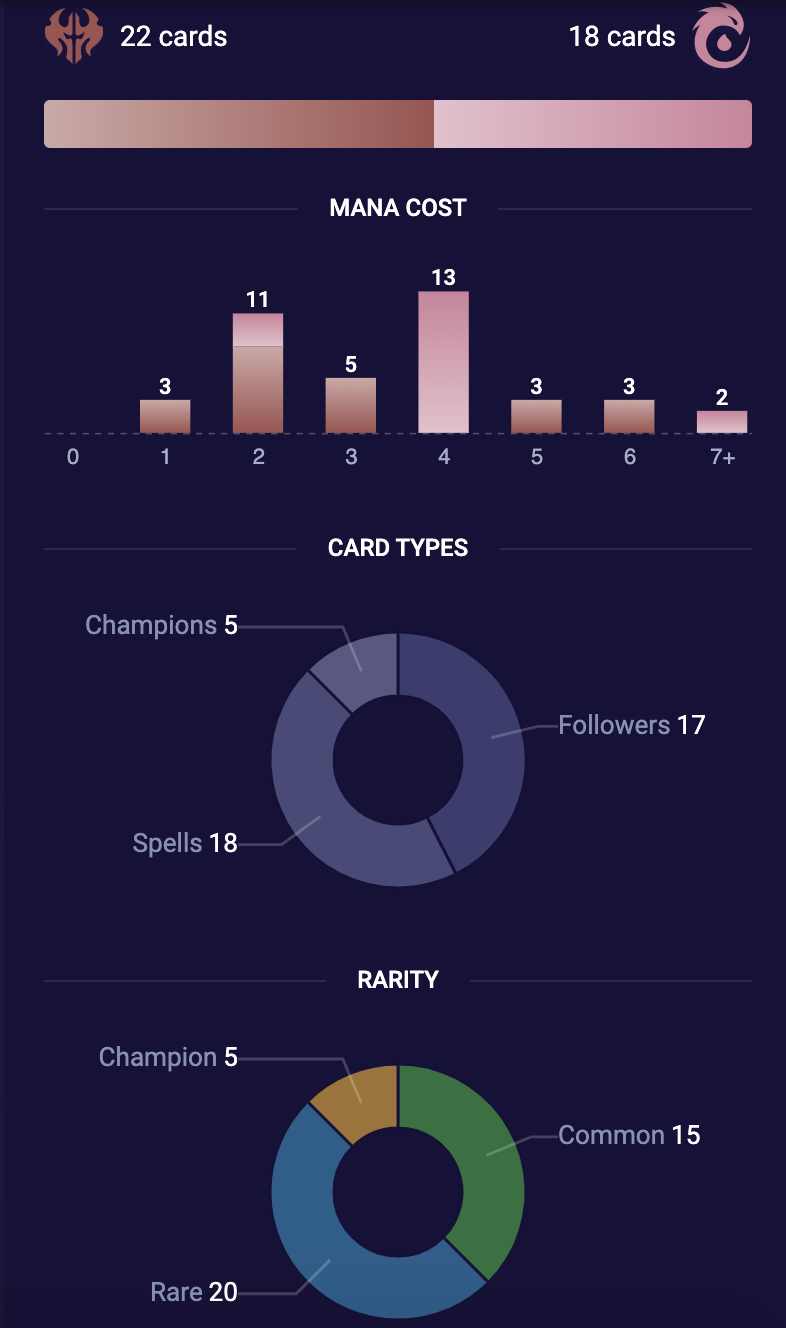 22 cards
18 cards
MANA COST
3
11
5
13
3
3
2
0 1 2 3 4 5 6 7+
CARD TYPES
Champions 5
Followers 17
Spells 18
RARITY
Champion 5
Common 15
Rare 20